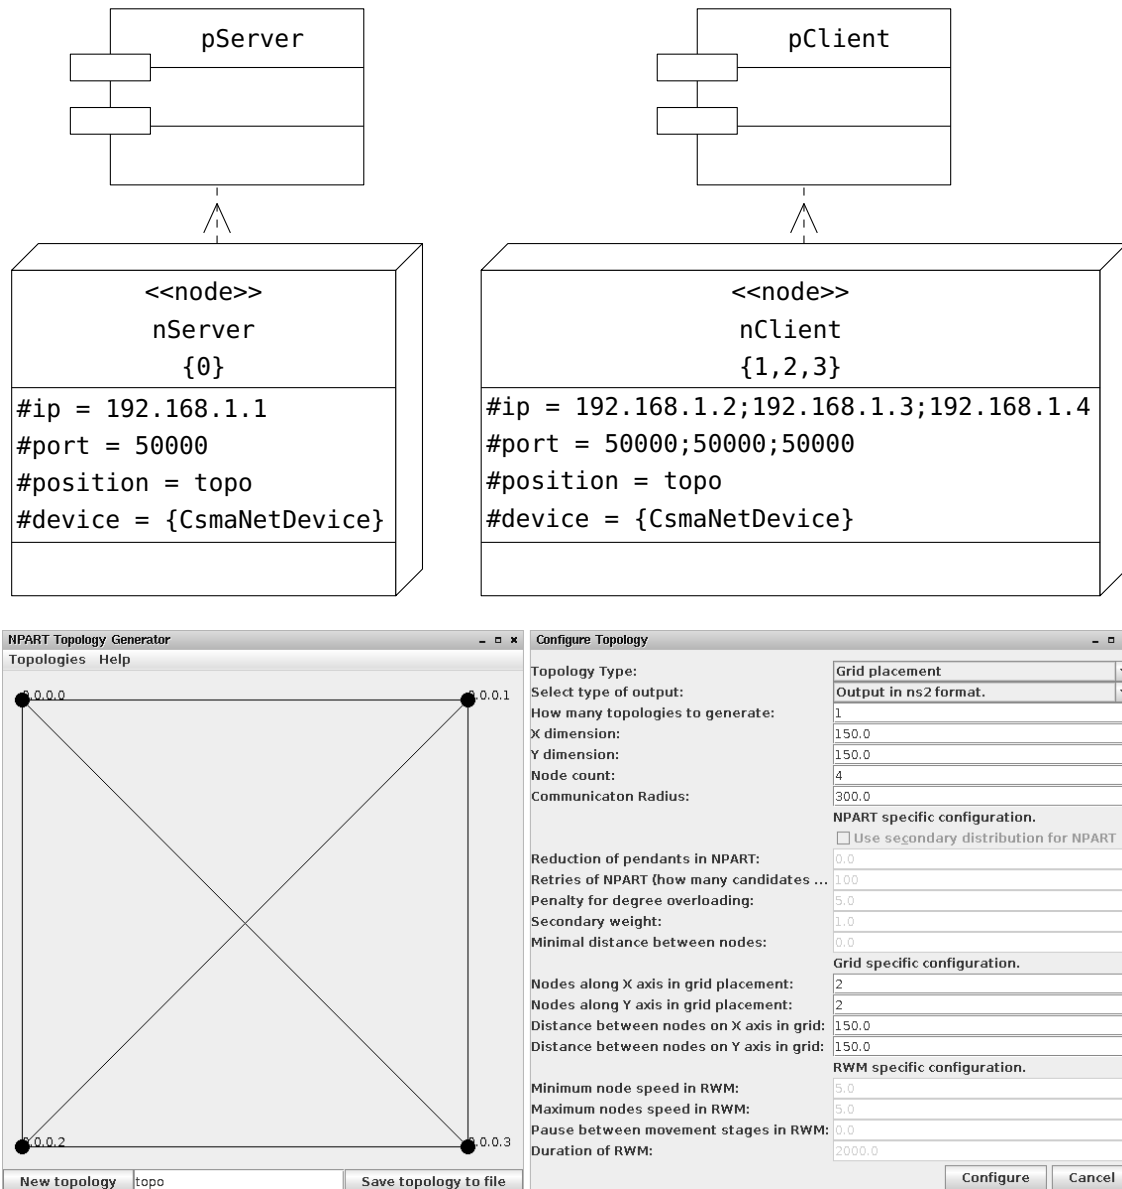 pServer
pClient
<<node>>
nServer
{0}
#ip = 192.168.1.1
#port = 50000
#position = topo
#device = {CsmaNetDevice}
<<node>>
nClient
{1,2,3}
#ip = 192.168.1.2;192.168.1.3;192.168.1.4
#port = 50000;50000;50000
#position = topo
#device = {CsmaNetDevice}
NPART Topology Generator
Topologies Help
0.0.0.0
0.0.0.1
0.0.0.2
0.0.0.3
New topology topo Save topology to file
Configure Topology
Topology Type: Grid placement
Select type of output: Output in ns2 format.
How many topologies to generate: 1
X dimension: 150.0
Y dimension: 150.0
Node count: 4
Communicaton Radius: 300.0
NPART specific configuration.
Use secondary distribution for NPART
Reduction of pendants in NPART: 0.0
Retries of NPART (how many candidates ... 100
Penalty for degree overloading: 5.0
Secondary weight: 1.0
Minimal distance between nodes: 0.0
Grid specific configuration.
Nodes along X axis in grid placement: 2
Nodes along Y axis in grid placement: 2
Distance between nodes on X axis in grid: 150.0
Distance between nodes on Y axis in grid: 150.0
RWM specific configuration.
Minimum node speed in RWM: 5.0
Maximum nodes speed in RWM: 5.0
Pause between movement stages in RWM: 0.0
Duration of RWM: 2000.0
Configure Cancel